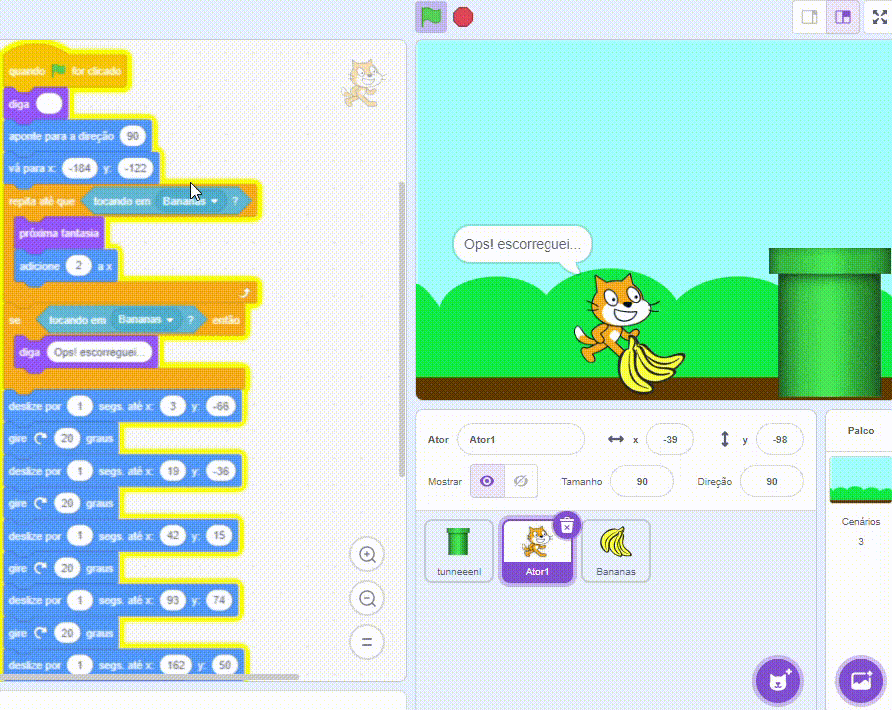 quando for clicado
diga
aponte para a direção 90
vá para x: -184 y: -122
repita até que tocando em Bananas ?
próxima fantasia
adicione 2 a x
se tocando em Bananas ? então
diga Ops! escorreguei...
deslize por 1 segs. até x: 3 y: -66
gire 20 graus
deslize por 1 segs. até x: 19 y: -36
gire 20 graus
deslize por 1 segs. até x: 42 y: 15
gire 20 graus
deslize por 1 segs. até x: 93 y: 74
gire 20 graus
deslize por 1 segs. até x: 162 y: 50
Ops! escorreguei...
Ator Ator1 x -39 y -98
Mostrar Tamanho 90 Direção 90
tunneeenl
Ator1
Bananas
Palco
Cenários
3